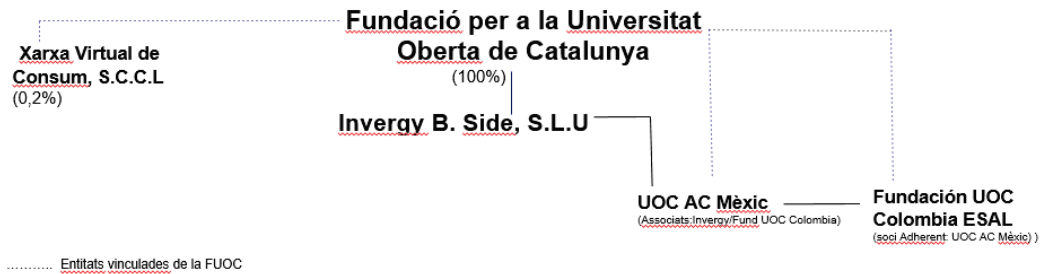 Fundació per a la Universitat
Oberta de Catalunya
(100%)
Xarxa Virtual de
Consum, S.C.C.L
(0,2%)
Invergy B. Side, S.L.U
UOC AC Mèxic
(Associats:Invergy/Fund UOC Colombia)
Fundación UOC
Colombia ESAL
(soci Adherent: UOC AC Mèxic) )
........... Entitats vinculades de la FUOC